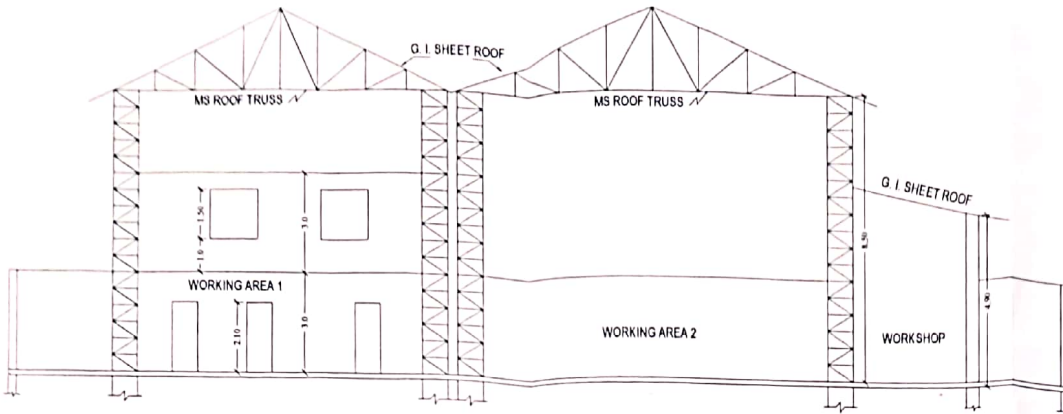 G. I. SHEET ROOF
MS ROOF TRUSS
MS ROOF TRUSS
G. I. SHEET ROOF
1.50
3.0
1.0
8.50
WORKING AREA 1
4.90
2.10
3.0
WORKING AREA 2
WORKSHOP